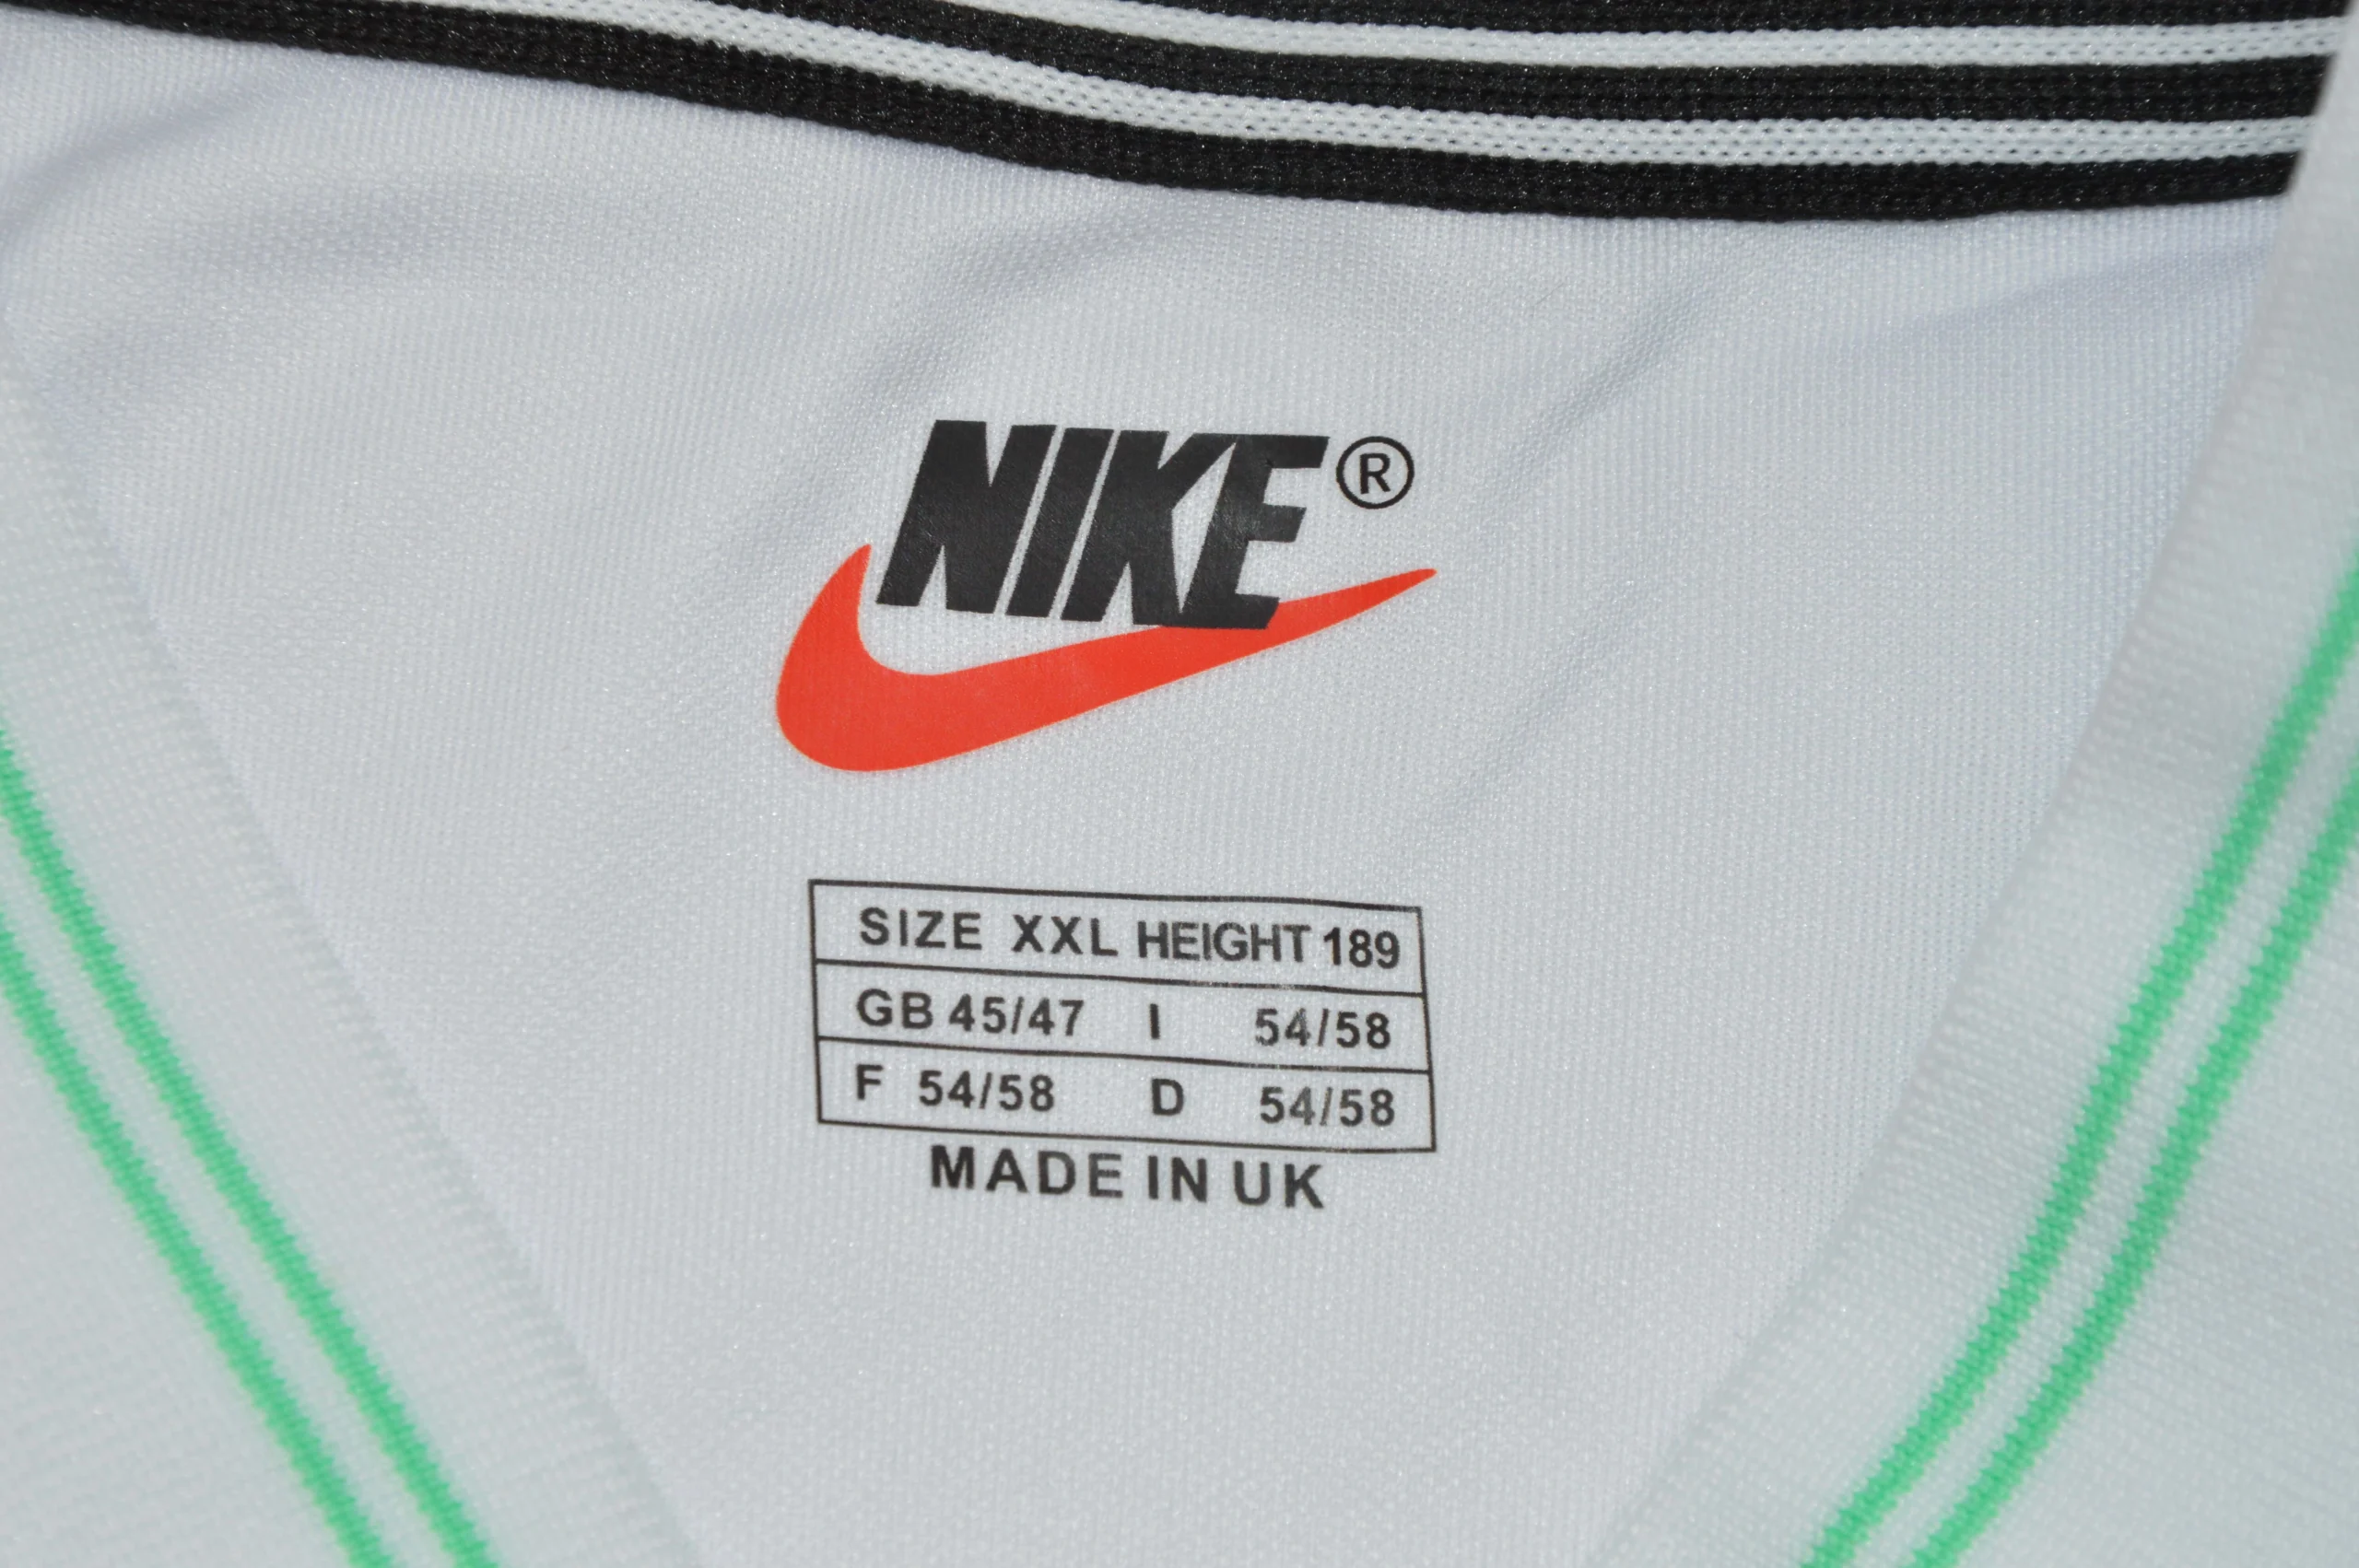 NIKE®
SIZE XXL HEIGHT 189
GB 45/47 I 54/58
F 54/58 D 54/58
MADE IN UK